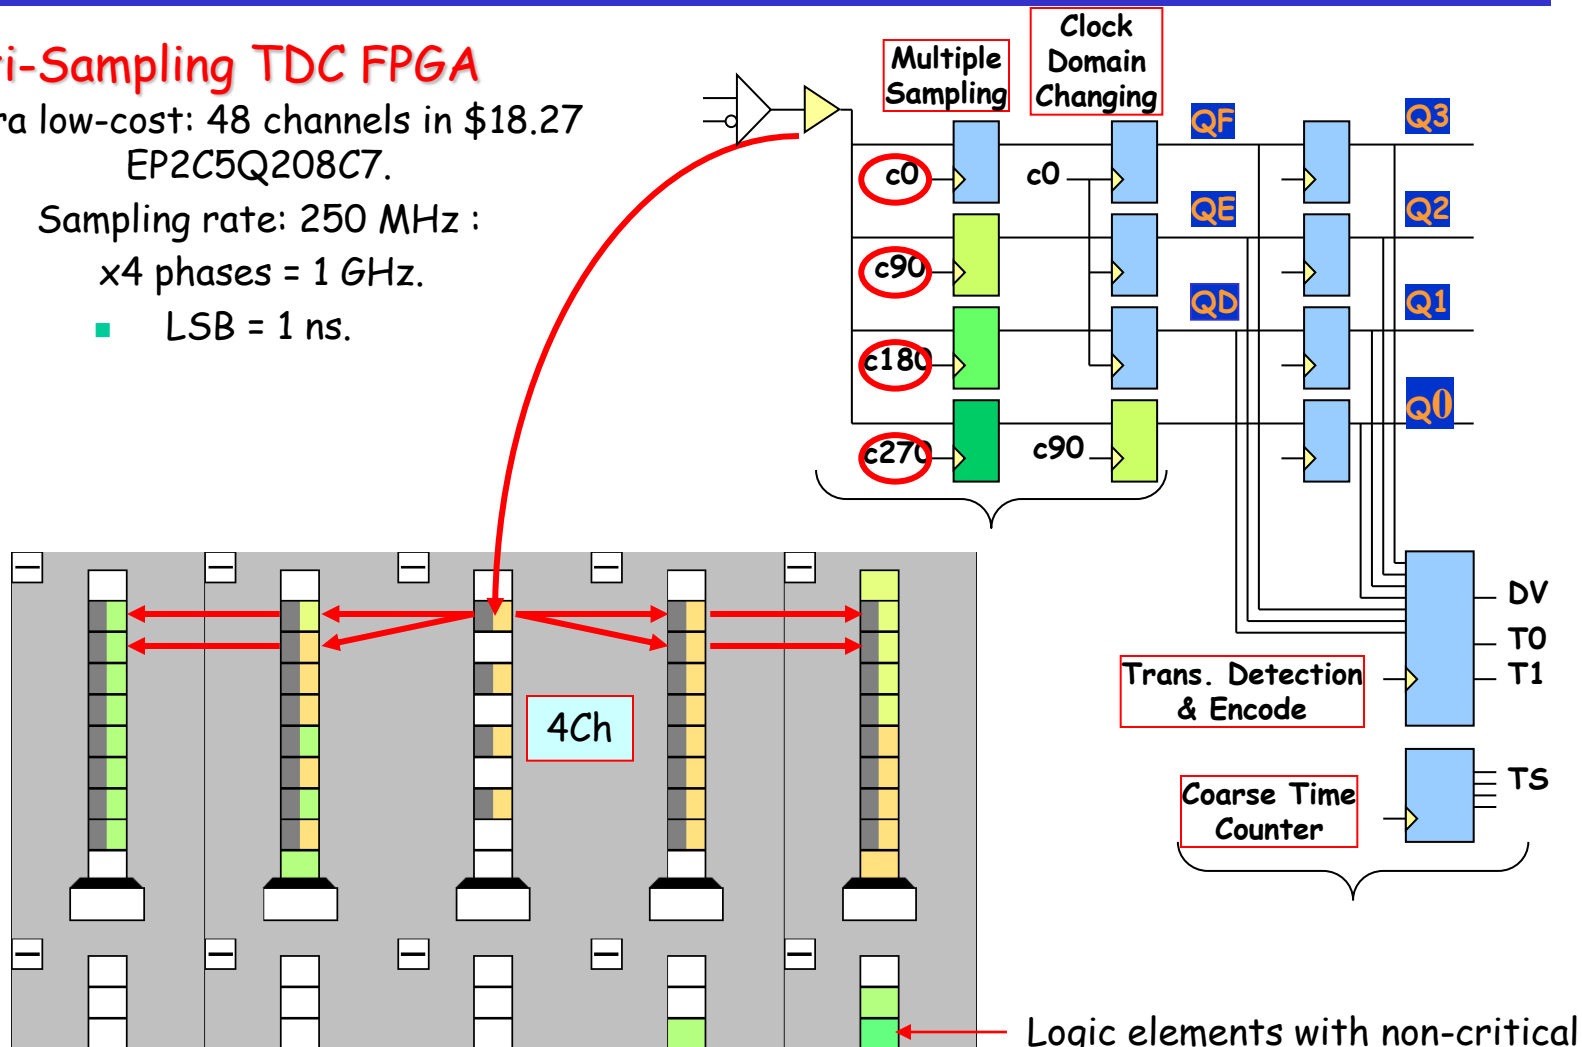 i-Sampling TDC FPGA
ra low-cost: 48 channels in $18.27
EP2C5Q208C7.
Sampling rate: 250 MHz :
x4 phases = 1 GHz.
LSB = 1 ns.
Multiple
Sampling
Clock
Domain
Changing
c0
c0
c90
c180
c270
c90
QF
QE
QD
Q3
Q2
Q1
Q0
4Ch
DV
T0
T1
Trans. Detection
& Encode
TS
Coarse Time
Counter
Logic elements with non-critical